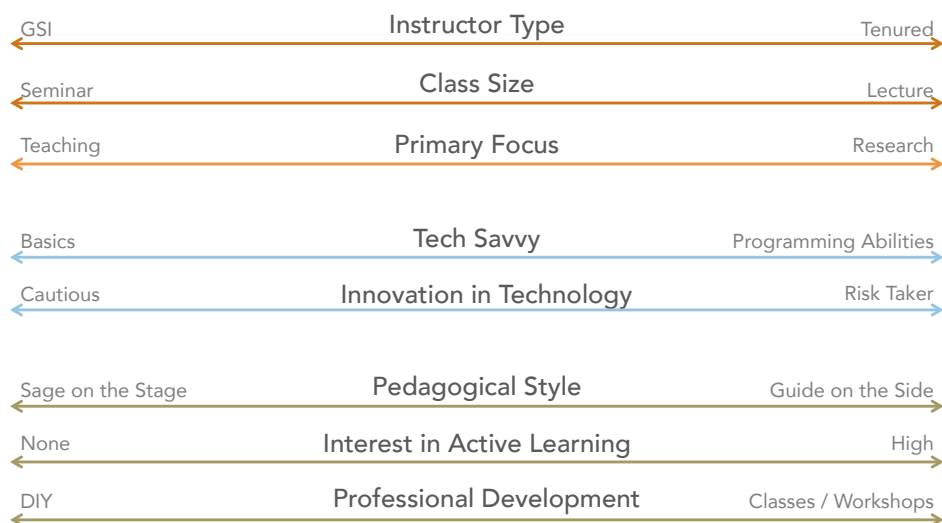 GSI Instructor Type Tenured
Seminar Class Size Lecture
Teaching Primary Focus Research
Basics Tech Savvy Programming Abilities
Cautious Innovation in Technology Risk Taker
Sage on the Stage Pedagogical Style Guide on the Side
None Interest in Active Learning High
DIY Professional Development Classes / Workshops